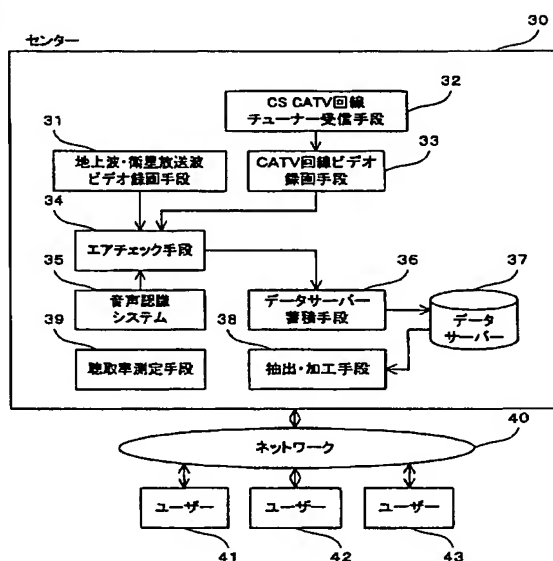 センター
30
32
CS CATV回線
チューナー受信手段
31
33
地上波・衛星放送波
ビデオ録画手段
CATV回線ビデオ
録画手段
34
エアチェック手段
35
36
37
音声認識
システム
データサーバー
蓄積手段
データ
サーバー
39
38
聴取率測定手段
抽出・加工手段
40
ネットワーク
ユーザー
ユーザー
ユーザー
41
42
43